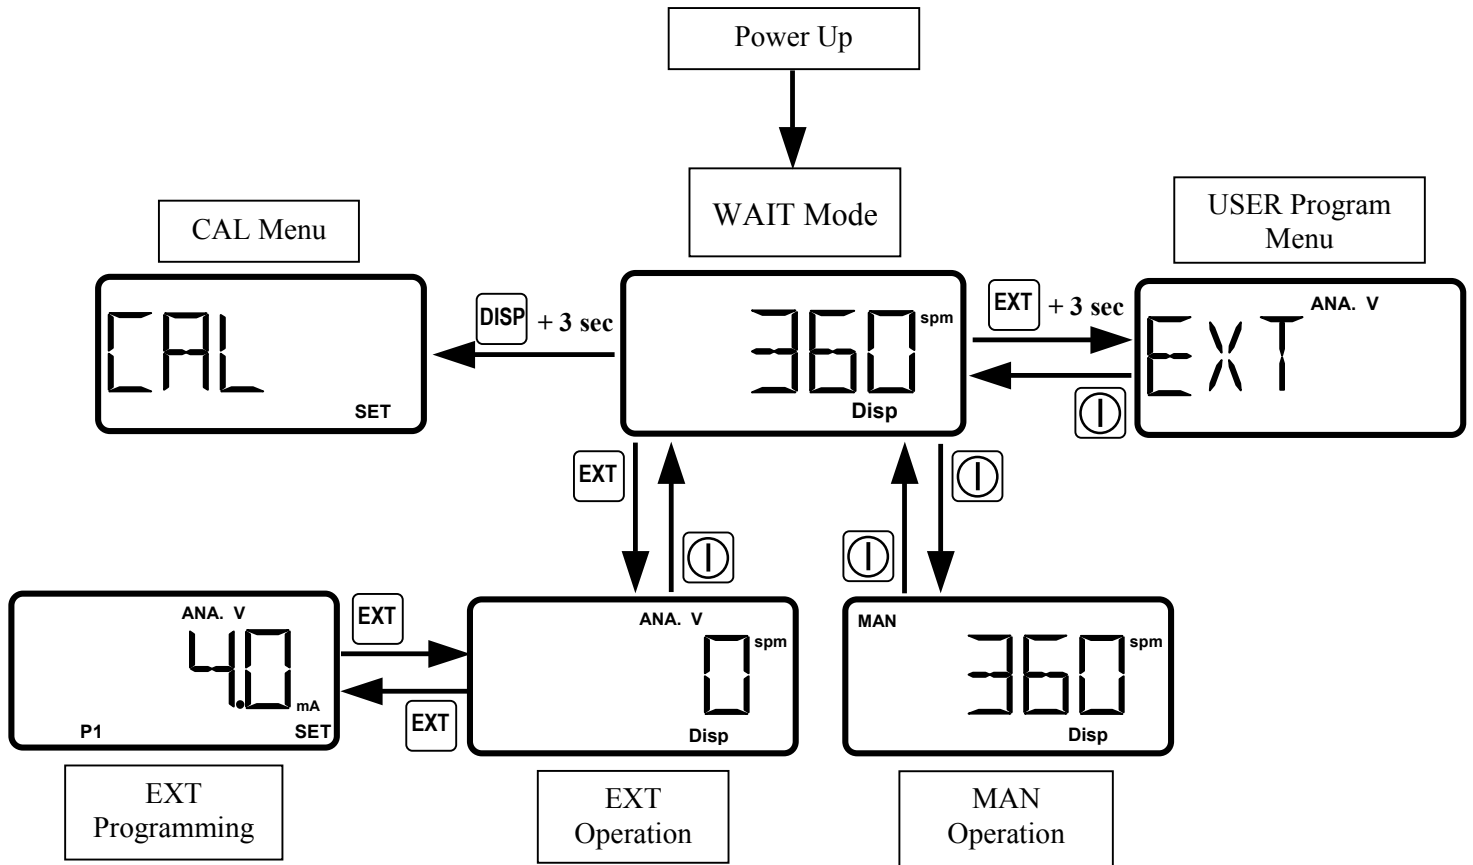 Power Up
WAIT Mode
USER Program
Menu
CAL Menu
CAL
SET
DISP + 3 sec
360 spm
Disp
EXT + 3 sec
ANA. V
EXT
EXT
ANA. V
4.0 mA
P1 SET
EXT
EXT
ANA. V
0 spm
Disp
MAN
360 spm
Disp
EXT
Programming
EXT
Operation
MAN
Operation